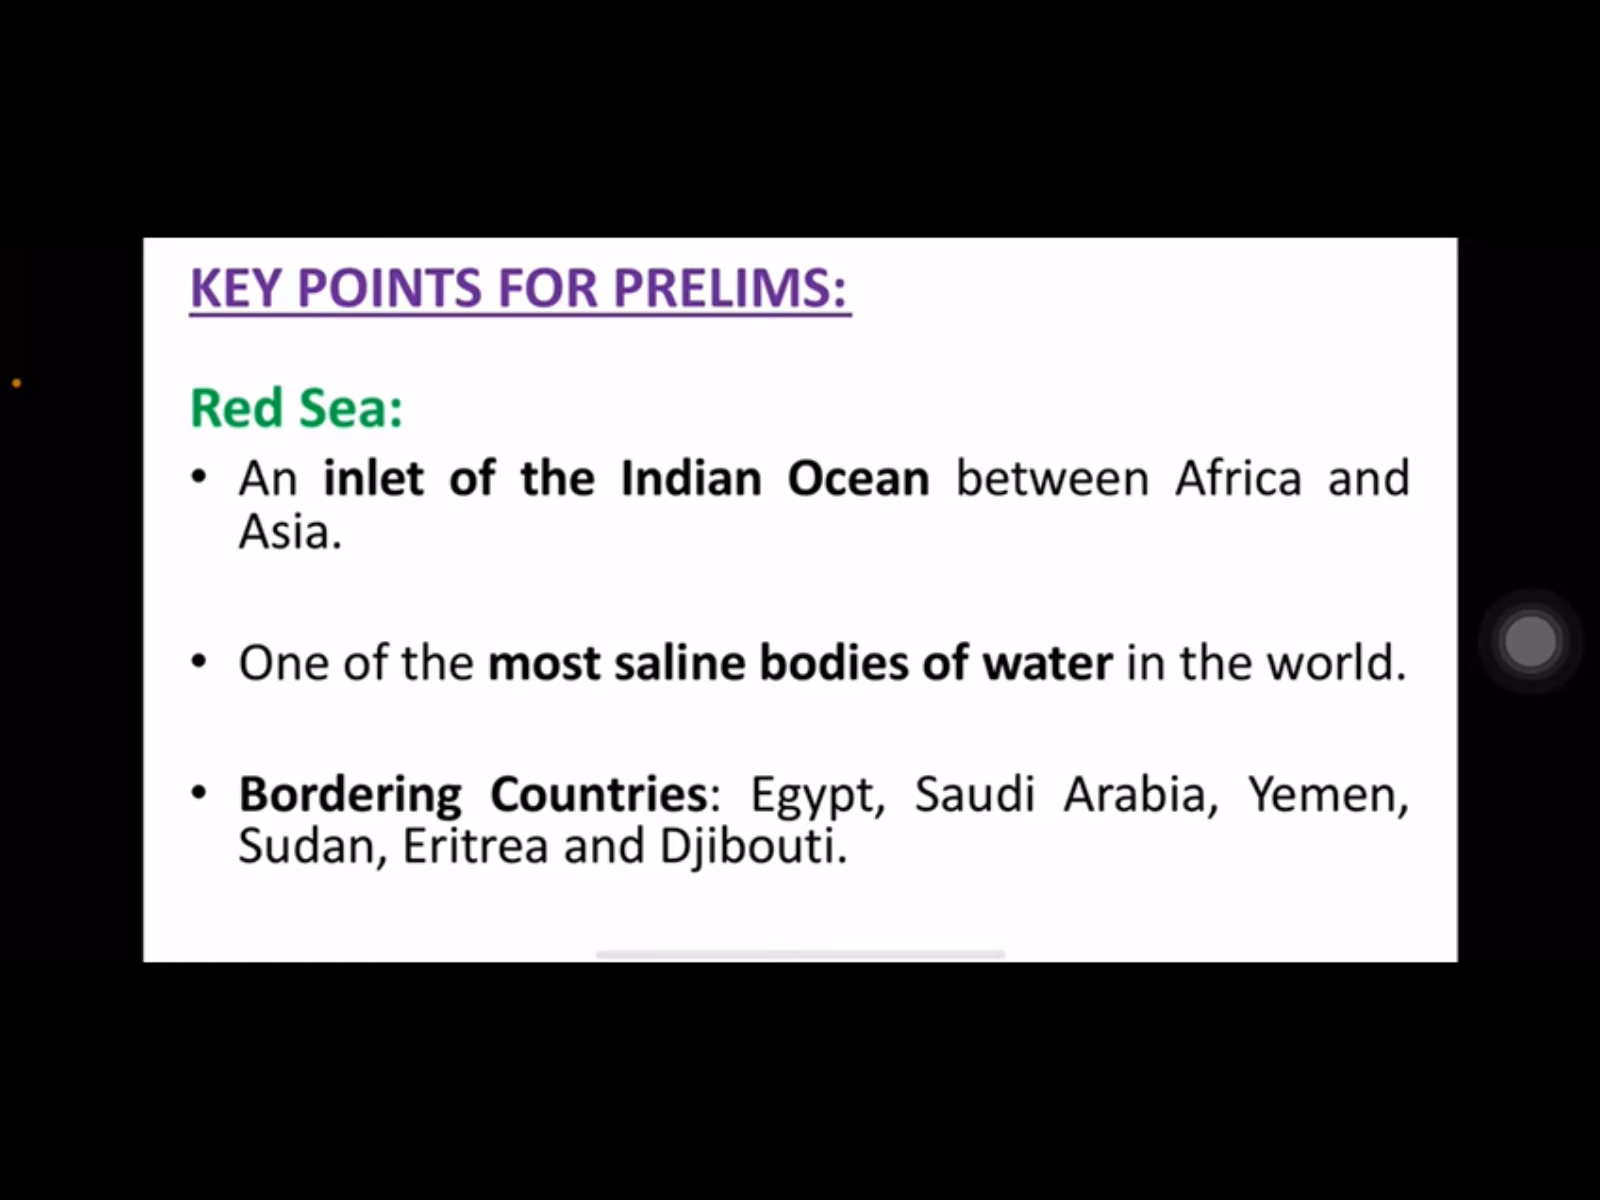 KEY POINTS FOR PRELIMS:
Red Sea:
• An inlet of the Indian Ocean between Africa and
Asia.
• One of the most saline bodies of water in the world.
• Bordering Countries: Egypt, Saudi Arabia, Yemen,
Sudan, Eritrea and Djibouti.